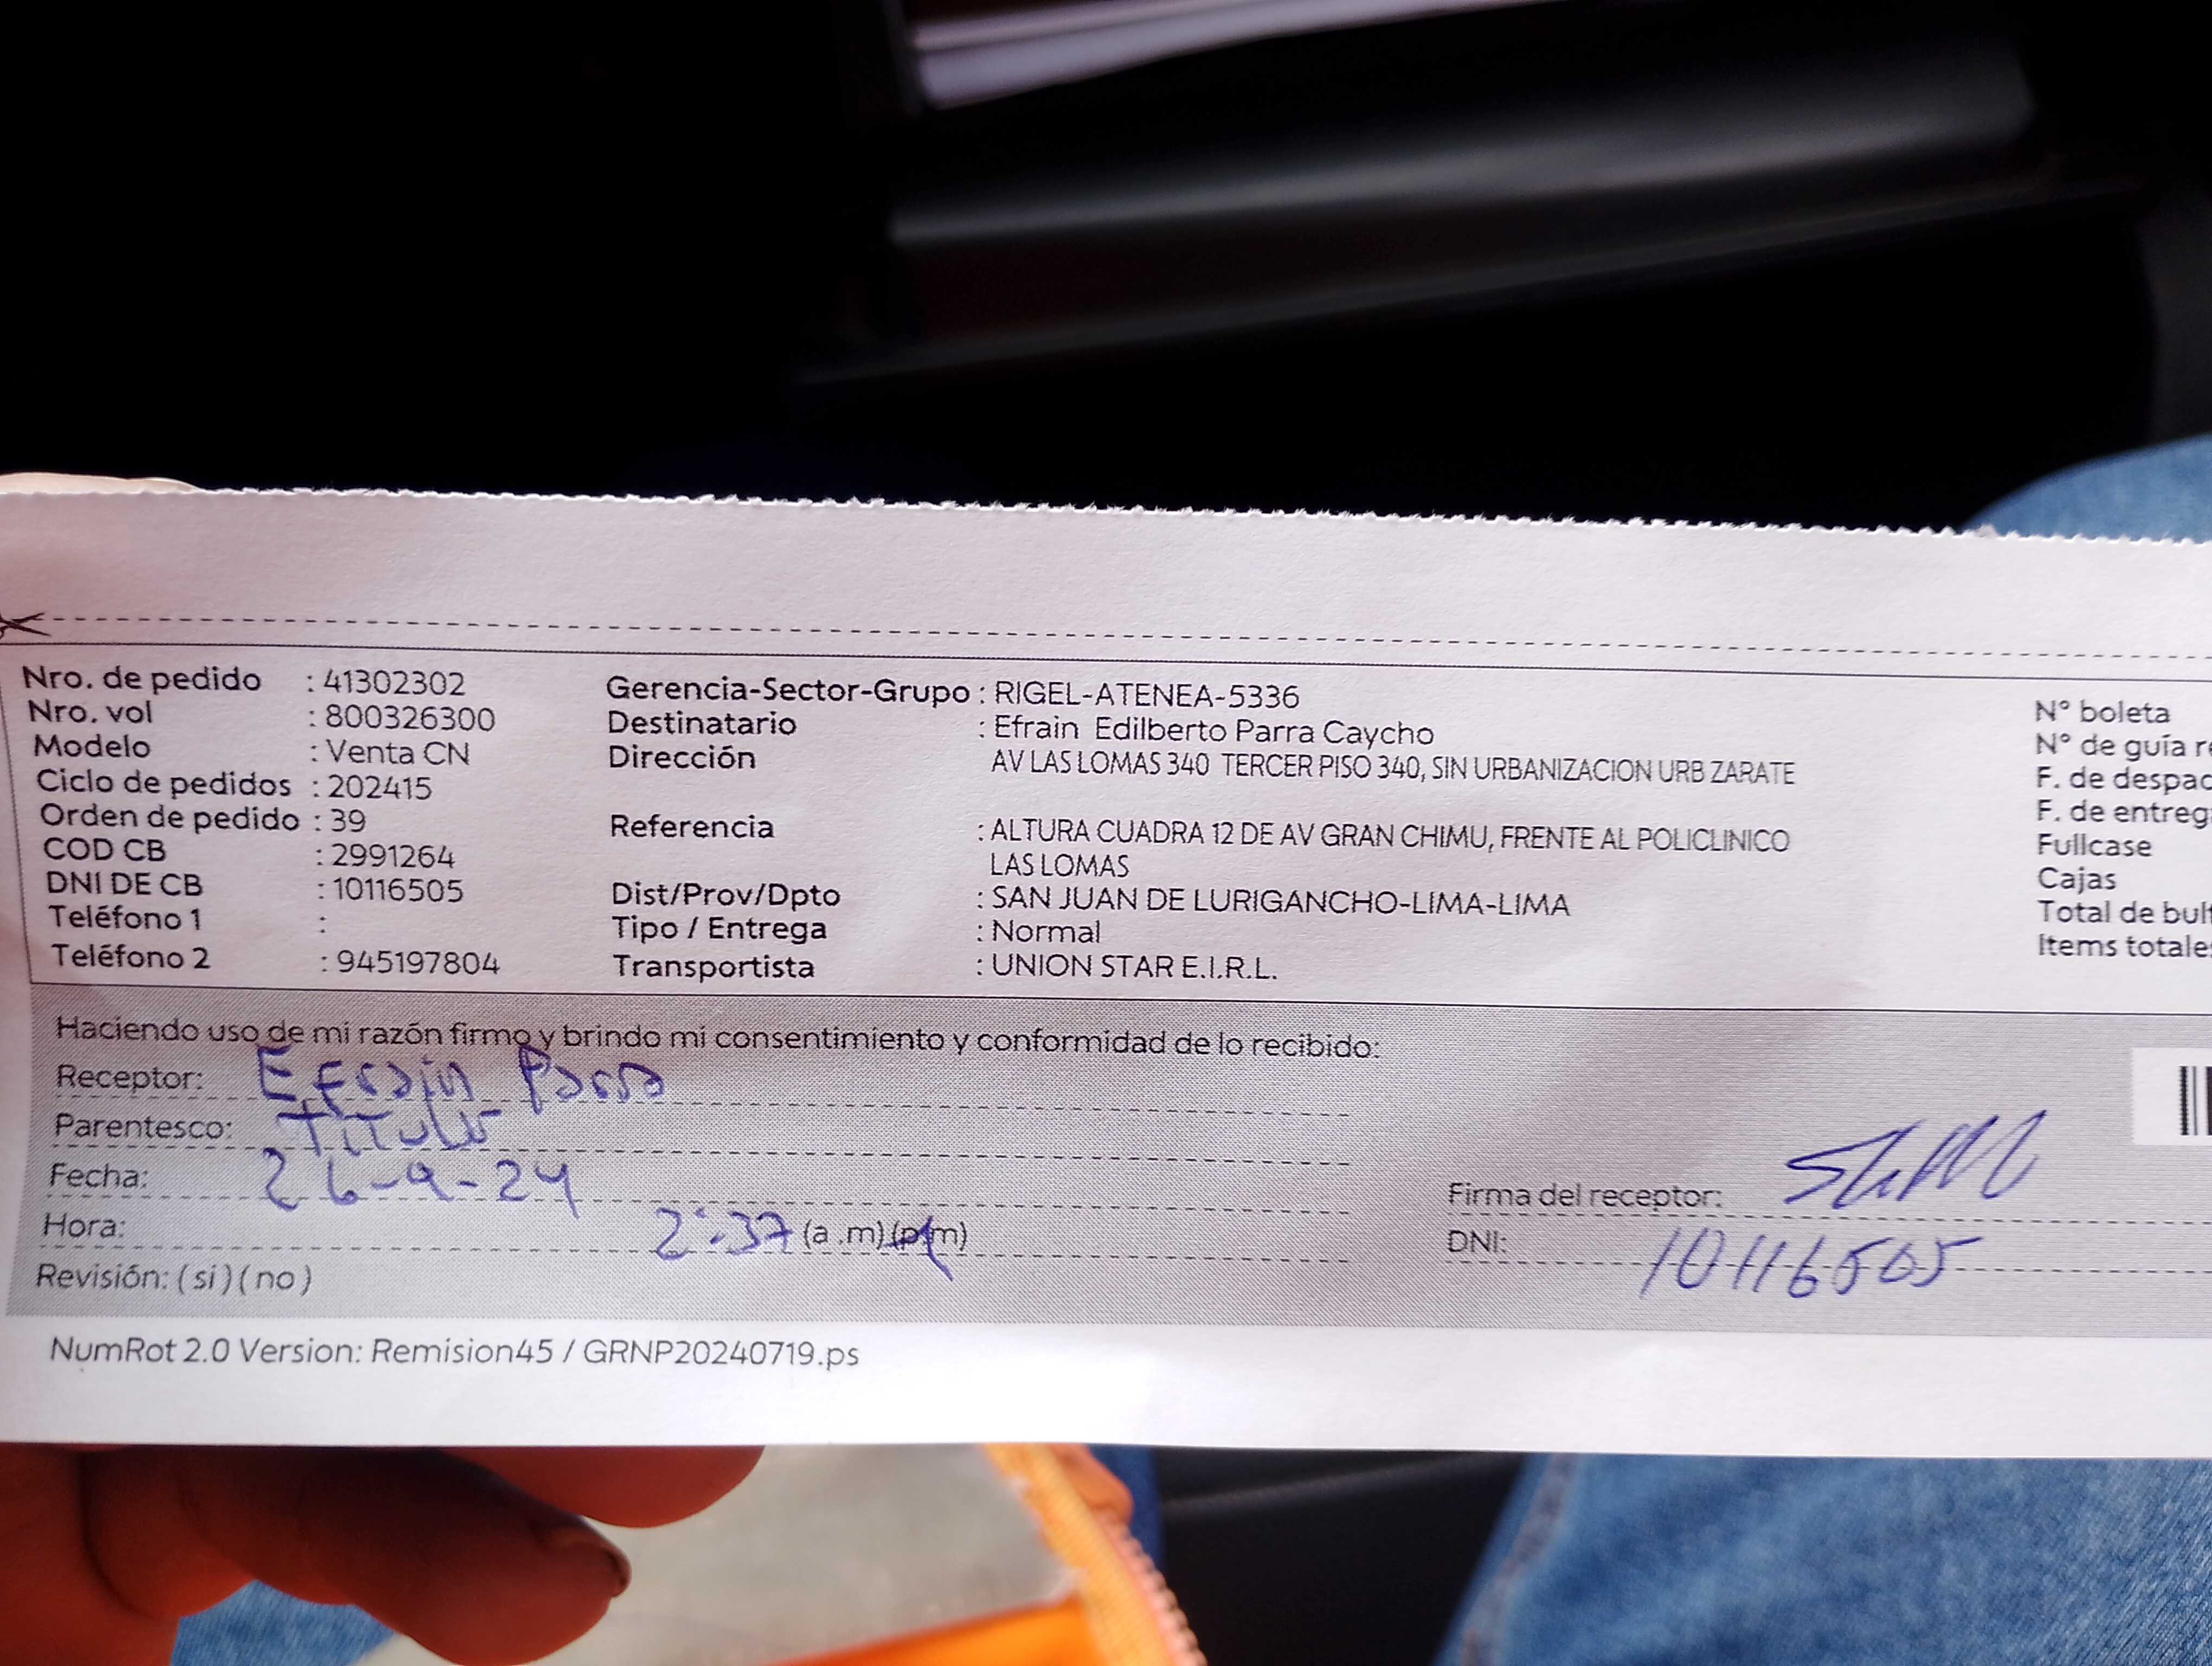 Nro. de pedido : 41302302
Nro. vol : 800326300
Modelo : Venta CN
Ciclo de pedidos : 202415
Orden de pedido : 39
COD CB : 2991264
DNI DE CB : 10116505
Teléfono 1 :
Teléfono 2 : 945197804
Gerencia-Sector-Grupo : RIGEL-ATENEA-5336
Destinatario : Efrain Edilberto Parra Caycho
Dirección AV LAS LOMAS 340 TERCER PISO 340, SIN URBANIZACION URB ZARATE
Referencia : ALTURA CUADRA 12 DE AV GRAN CHIMU, FRENTE AL POLICLINICO
LAS LOMAS
Dist/Prov/Dpto : SAN JUAN DE LURIGANCHO-LIMA-LIMA
Tipo / Entrega : Normal
Transportista : UNION STAR E.I.R.L.
N° boleta
N° de guía
F. de
F. de
Fullcase
Cajas
Total de
Items
Haciendo uso de mi razón firmo y brindo mi consentimiento y conformidad de lo recibido:
Receptor: Efrain Parra
Parentesco: Titular
Fecha: 26-9-24
Hora: 2:37 (a .m) (p.m)
Revisión: ( si ) ( no )
Firma del receptor:
DNI: 10116505
NumRot 2.0 Version: Remision45 / GRNP20240719.ps